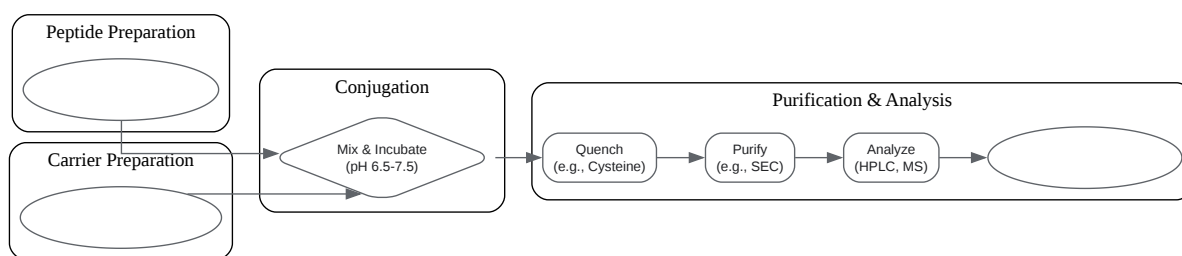 Peptide Preparation
Carrier Preparation
Conjugation
Mix & Incubate
(pH 6.5-7.5)
Purification & Analysis
Quench
(e.g., Cysteine)
Purify
(e.g., SEC)
Analyze
(HPLC, MS)